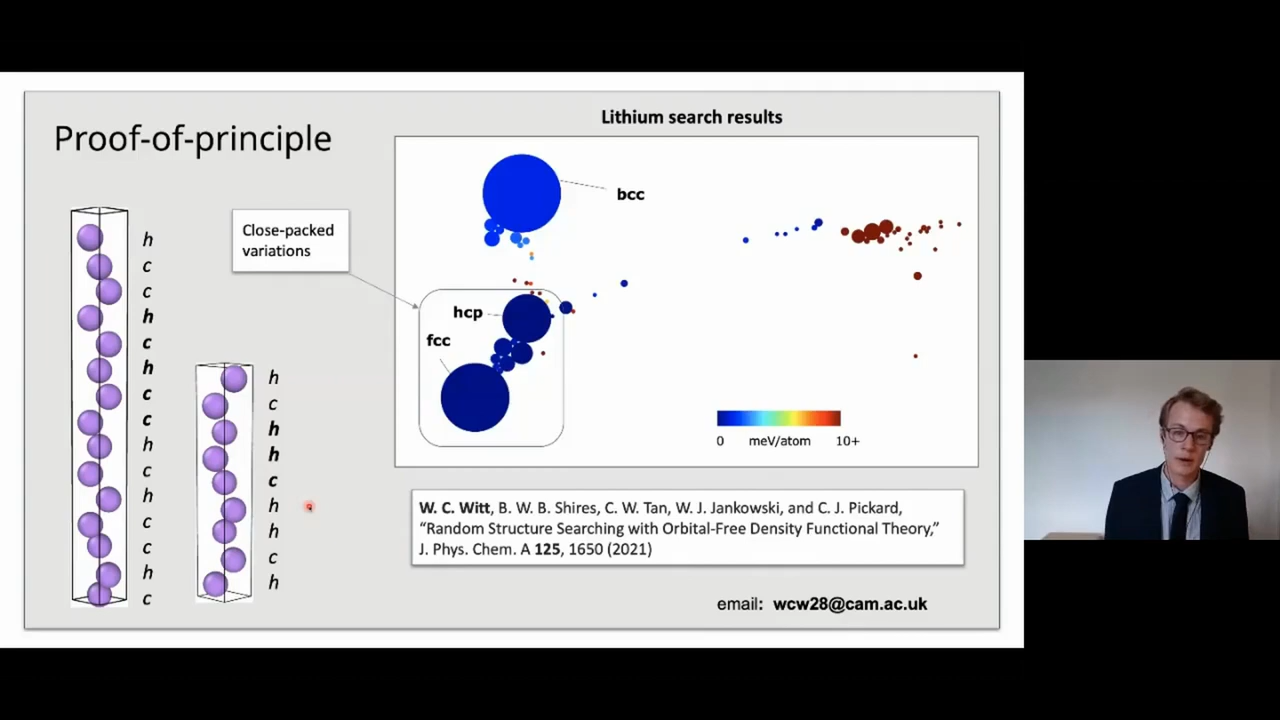 Proof-of-principle
h
c
c
h
c
h
c
c
h
c
h
c
c
h
c
h
c
h
h
c
h
h
c
h
Close-packed
variations
Lithium search results
bcc
hcp
fcc
0 meV/atom 10+
W. C. Witt, B. W. B. Shires, C. W. Tan, W. J. Jankowski, and C. J. Pickard,
“Random Structure Searching with Orbital-Free Density Functional Theory,”
J. Phys. Chem. A 125, 1650 (2021)
email: wcw28@cam.ac.uk